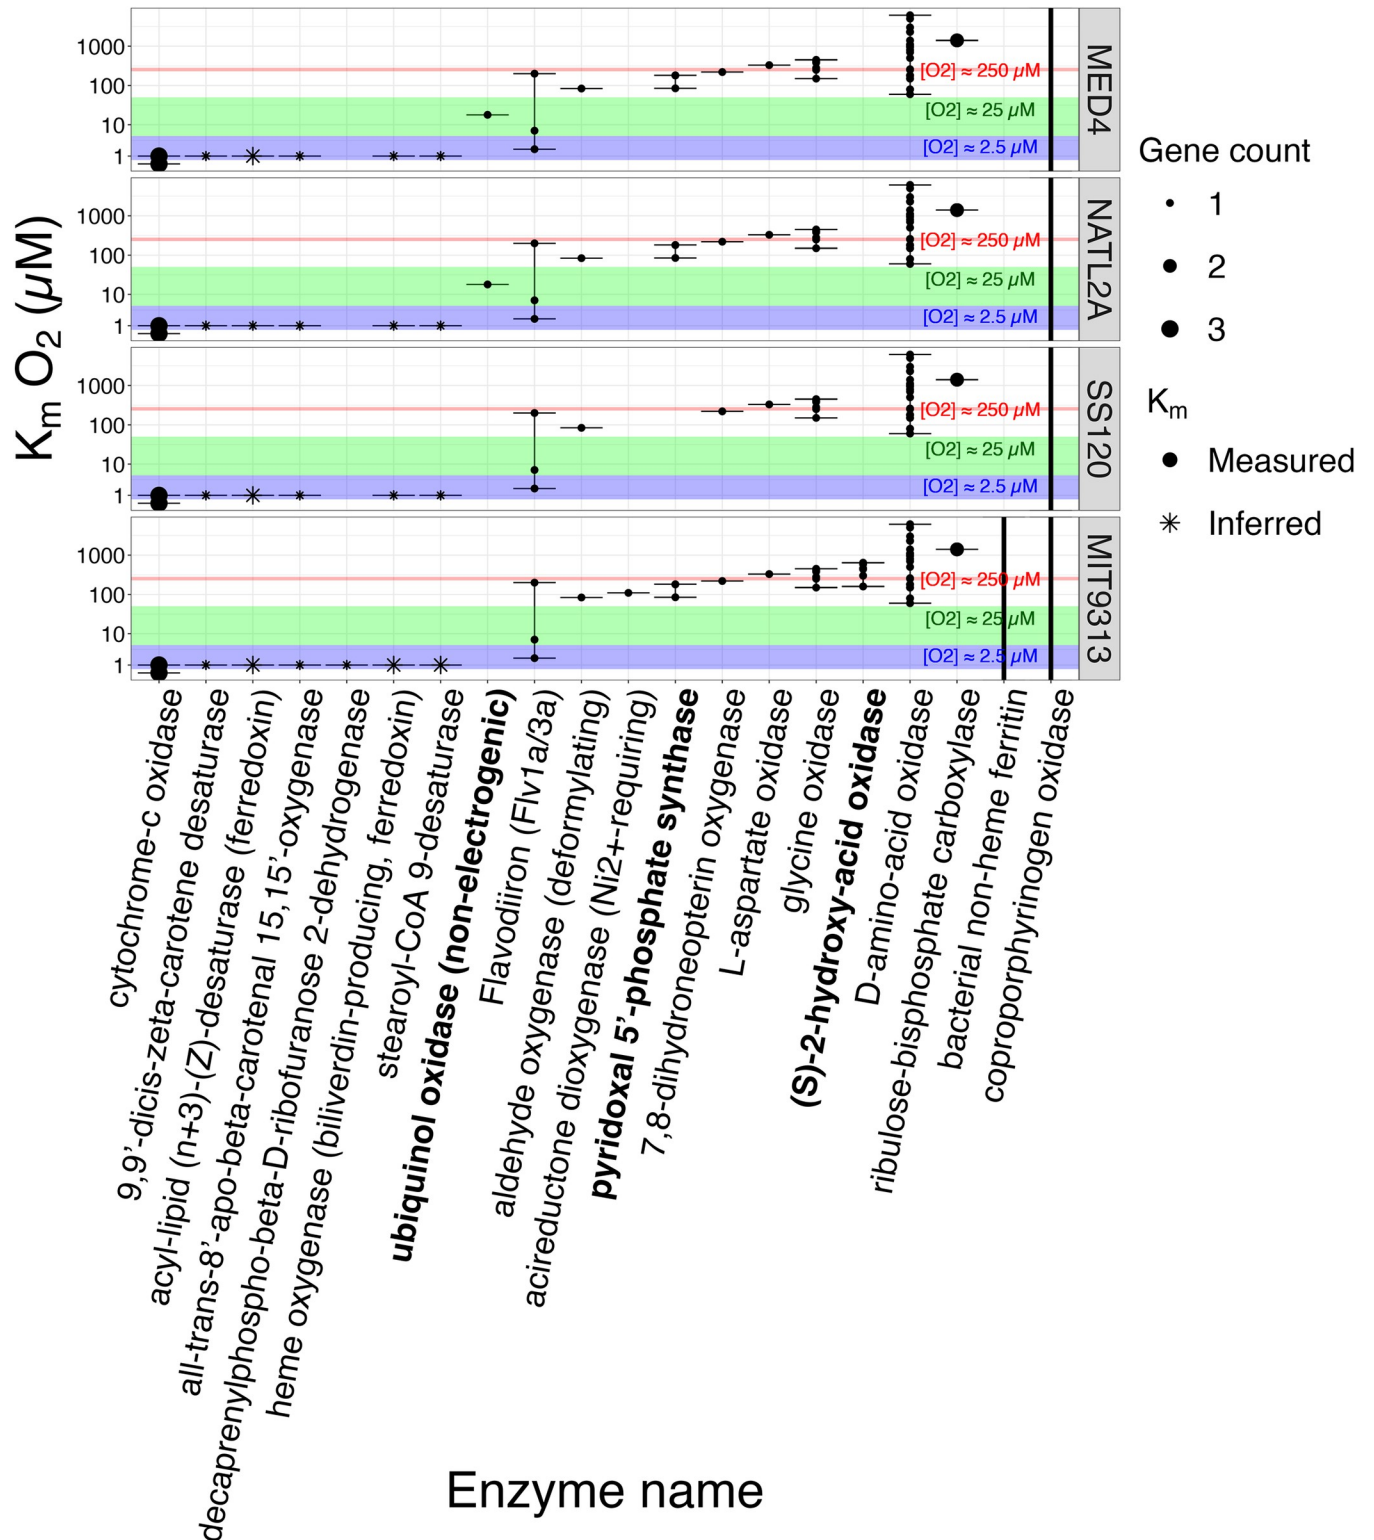 Km O2 (µM)
1000
100
10
1
[O2] ≈ 250 µM
[O2] ≈ 25 µM
[O2] ≈ 2.5 µM
MED4
1000
100
10
1
[O2] ≈ 250 µM
[O2] ≈ 25 µM
[O2] ≈ 2.5 µM
NATL2A
1000
100
10
1
[O2] ≈ 250 µM
[O2] ≈ 25 µM
[O2] ≈ 2.5 µM
SS120
1000
100
10
1
[O2] ≈ 250 µM
[O2] ≈ 25 µM
[O2] ≈ 2.5 µM
MIT9313
cytochrome-c oxidase
9,9’-dicis-zeta-carotene desaturase
acyl-lipid (n+3)-(Z)-desaturase (ferredoxin)
all-trans-8’-apo-beta-carotenal 15,15’-oxygenase
decaprenylphospho-beta-D-ribofuranose 2-dehydrogenase
heme oxygenase (biliverdin-producing, ferredoxin)
stearoyl-CoA 9-desaturase
ubiquinol oxidase (non-electrogenic)
Flavodiiron (Flv1a/3a)
aldehyde oxygenase (deformylating)
acireductone dioxygenase (Ni2+-requiring)
pyridoxal 5’-phosphate synthase
7,8-dihydroneopterin oxygenase
L-aspartate oxidase
glycine oxidase
(S)-2-hydroxy-acid oxidase
D-amino-acid oxidase
ribulose-bisphosphate carboxylase
bacterial non-heme ferritin
coproporphyrinogen oxidase
Enzyme name
Gene count
1
2
3
Km
Measured
Inferred